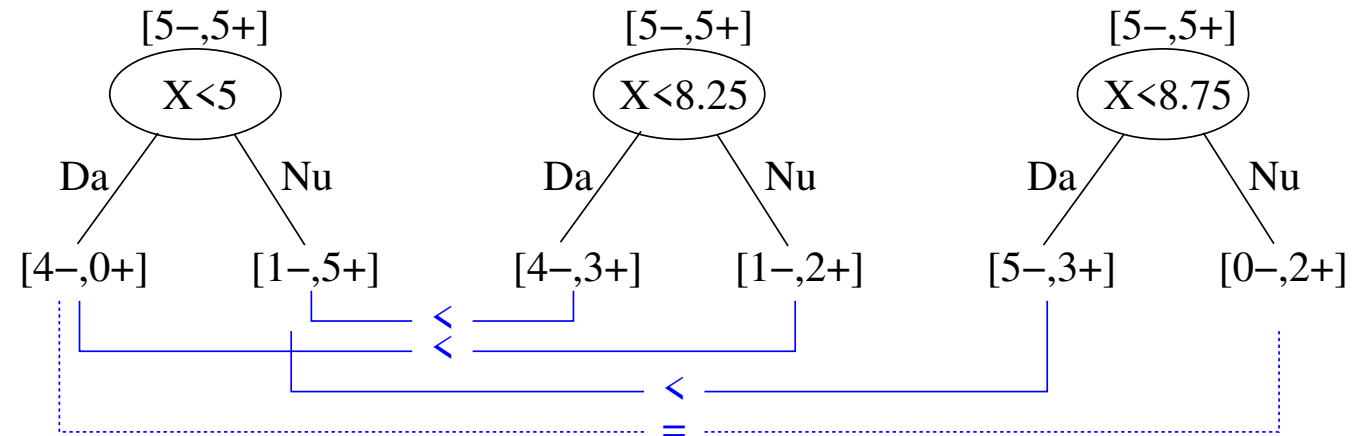 [5−,5+] [5−,5+] [5−,5+]
X<5 X<8.25 X<8.75
Da Nu Da Nu Da Nu
[4−,0+] [1−,5+] [4−,3+] [1−,2+] [5−,3+] [0−,2+]
<
<
<
=